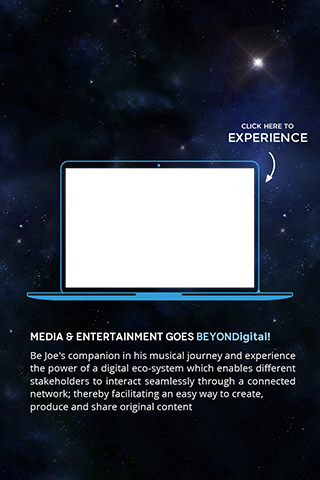 CLICK HERE TO
EXPERIENCE
MEDIA & ENTERTAINMENT GOES BEYONDigital!
Be Joe's companion in his musical journey and experience
the power of a digital eco-system which enables different
stakeholders to interact seamlessly through a connected
network; thereby facilitating an easy way to create,
produce and share original content